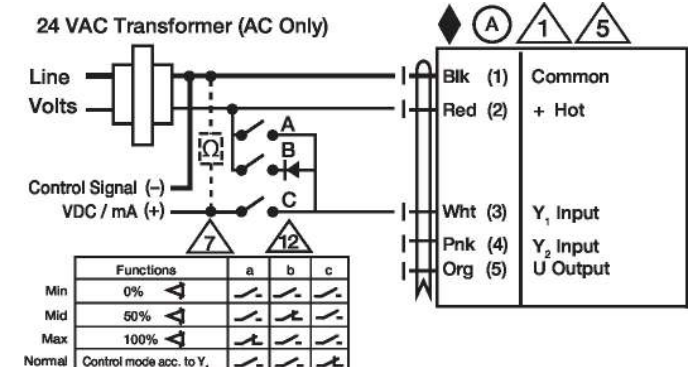 24 VAC Transformer (AC Only)
A 1 5
Line
Volts
Blk (1) Common
Red (2) + Hot
A
Ω
B
Control Signal (–)
VDC / mA (+)
C
Wht (3) Y1 Input
Pnk (4) Y2 Input
Org (5) U Output
7 12
Functions a b c
Min 0%
Mid 50%
Max 100%
Normal Control mode acc. to Y,